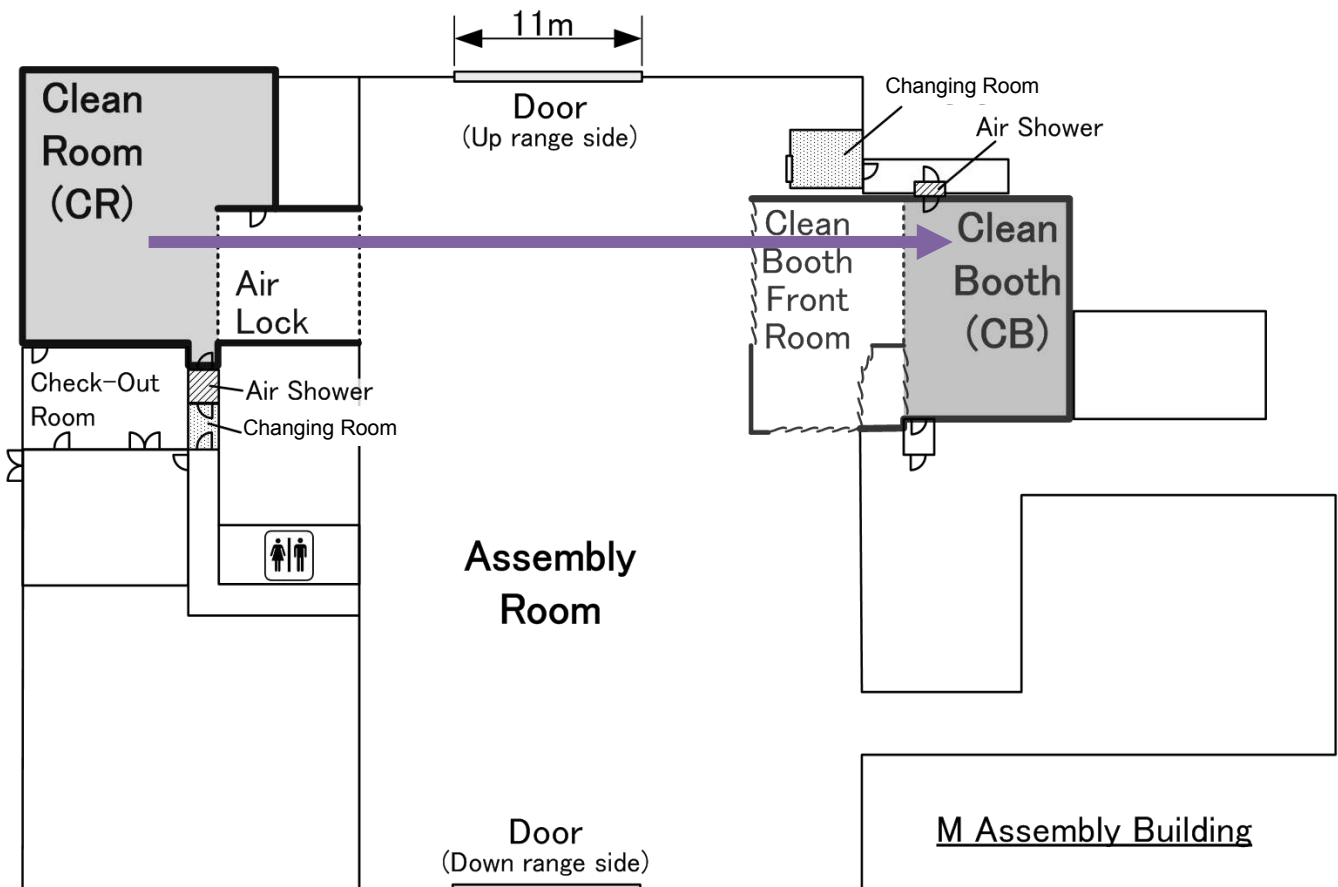 11m
Door
(Up range side)
Clean
Room
(CR)
Changing Room
Air Shower
Air
Lock
Clean
Booth
Front
Room
Clean
Booth
(CB)
Check-Out
Room
Air Shower
Changing Room
Assembly
Room
Door
(Down range side)
M Assembly Building